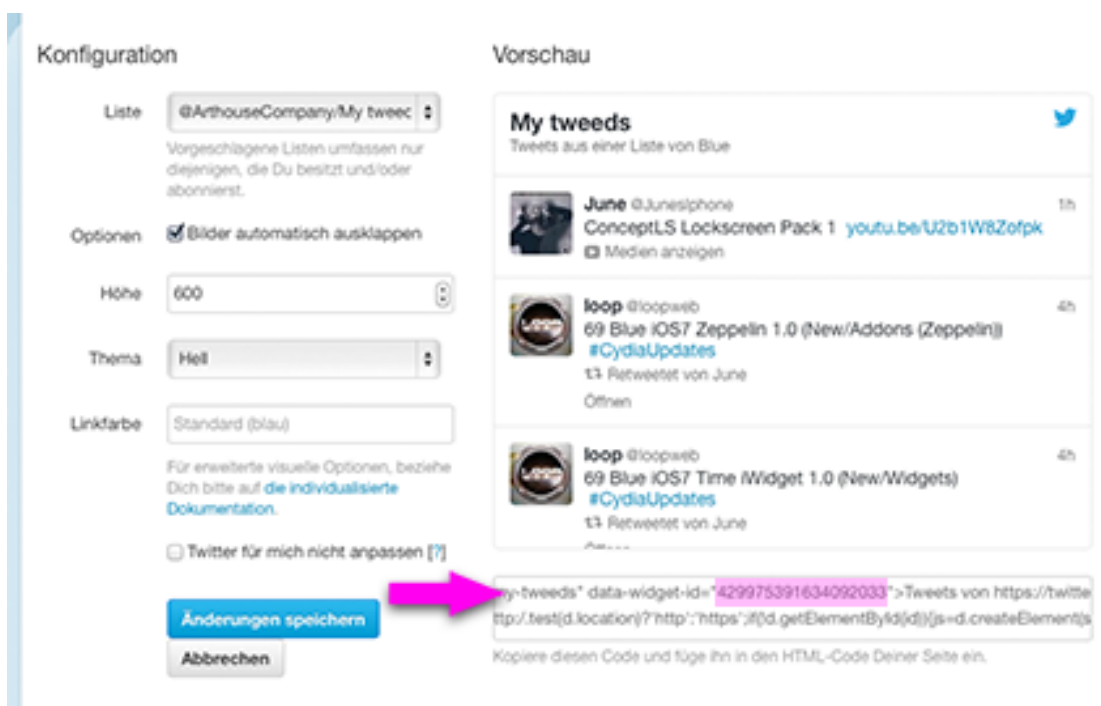 Konfiguration
Liste
@ArthouseCompany/My tweec
Vorgeschlagene Listen umfassen nur
diejenigen, die Du besitzt und/oder
abonnierst.
Optionen
Bilder automatisch ausklappen
Höhe
600
Thema
Hell
Linkfarbe
Standard (blau)
Für erweiterte visuelle Optionen, beziehe
Dich bitte auf die individualisierte
Dokumentation.
Twitter für mich nicht anpassen [?]
Änderungen speichern
Abbrechen
Vorschau
My tweeds
Tweets aus einer Liste von Blue
June @JunesIphone 1h
ConceptLS Lockscreen Pack 1 youtu.be/U2b1W8Zofpk
Medien anzeigen
loop @loopweb 4h
69 Blue iOS7 Zeppelin 1.0 (New/Addons (Zeppelin))
#CydiaUpdates
Retweetet von June
Öffnen
loop @loopweb 4h
69 Blue iOS7 Time iWidget 1.0 (New/Widgets)
#CydiaUpdates
Retweetet von June
ny-tweeds" data-widget-id="429975391634092033">Tweets von https://twitte
ttp:/.test(d.location)?'http':'https';if(!d.getElementById(id)){js=d.createElement(s
Kopiere diesen Code und füge ihn in den HTML-Code Deiner Seite ein.